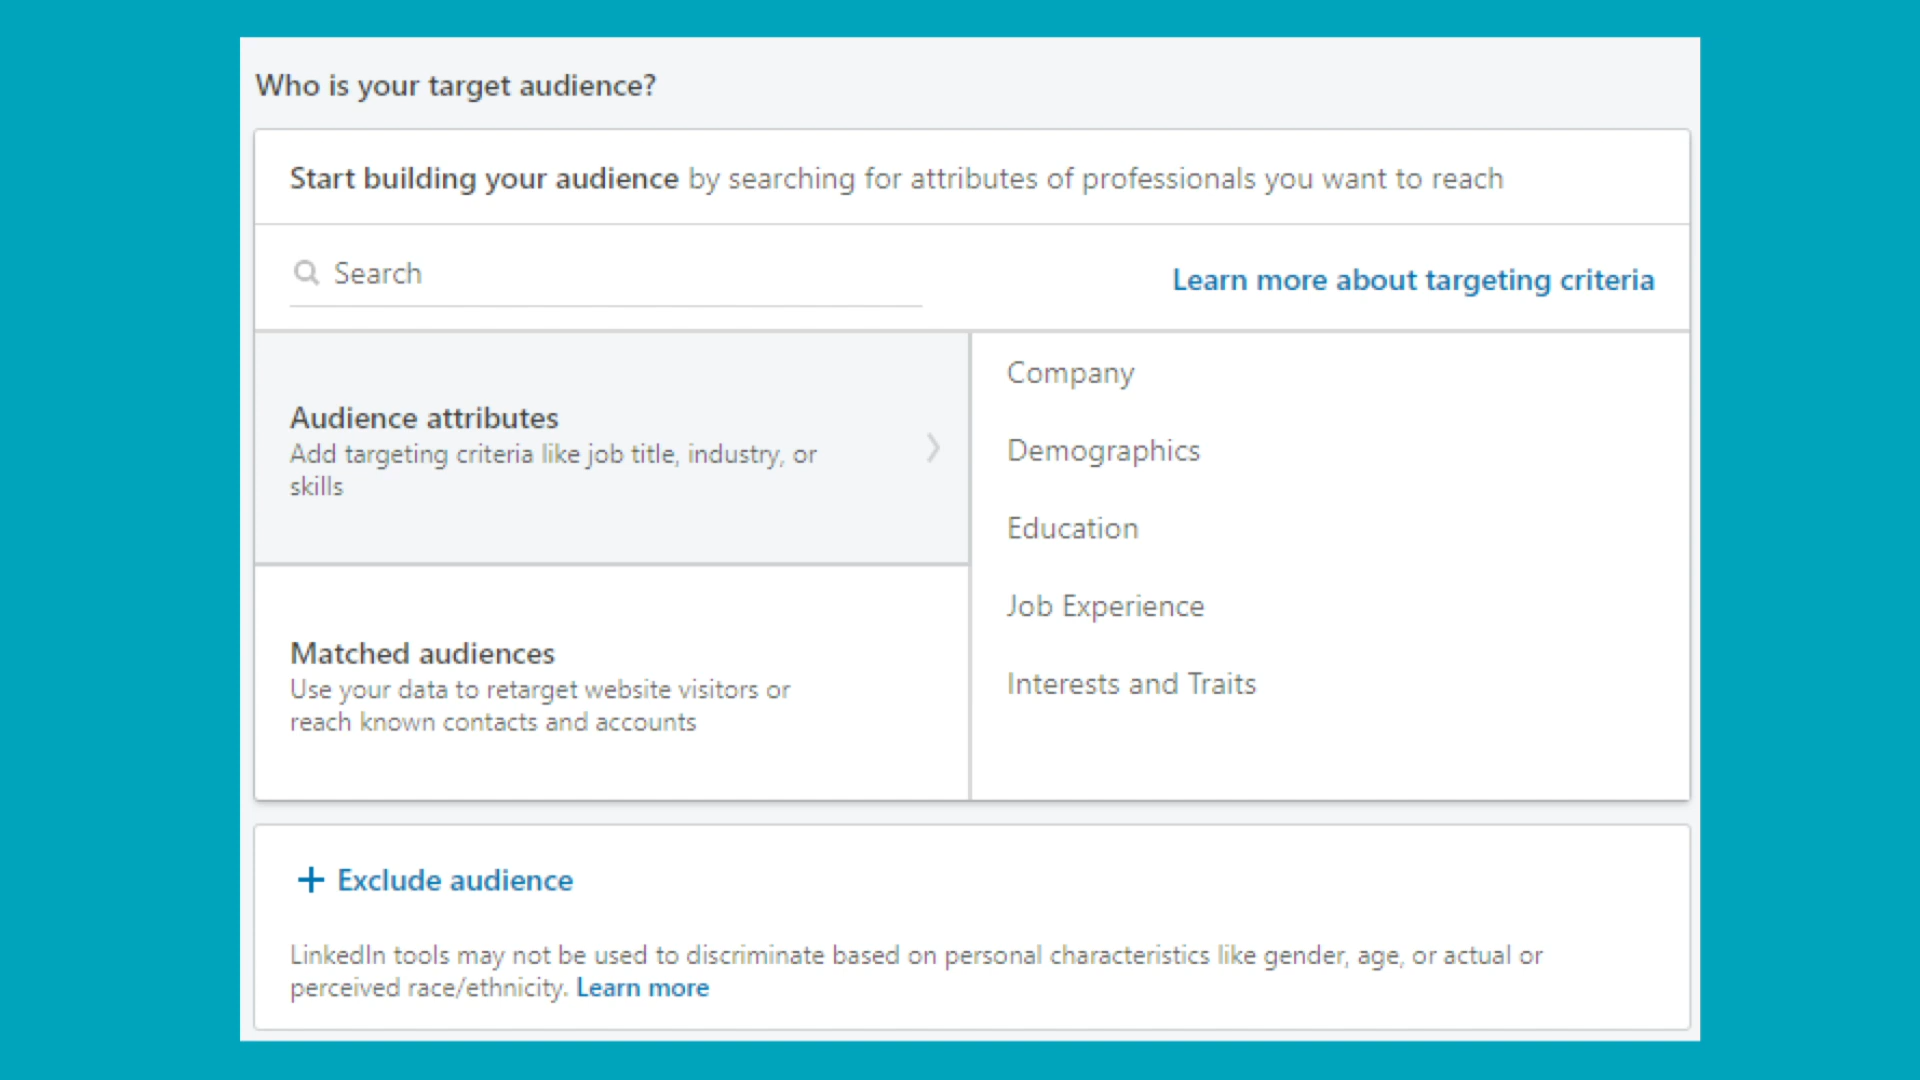 Who is your target audience?
Start building your audience by searching for attributes of professionals you want to reach
Search
Learn more about targeting criteria
Audience attributes
Add targeting criteria like job title, industry, or
skills
Matched audiences
Use your data to retarget website visitors or
reach known contacts and accounts
Company
Demographics
Education
Job Experience
Interests and Traits
Exclude audience
LinkedIn tools may not be used to discriminate based on personal characteristics like gender, age, or actual or
perceived race/ethnicity. Learn more